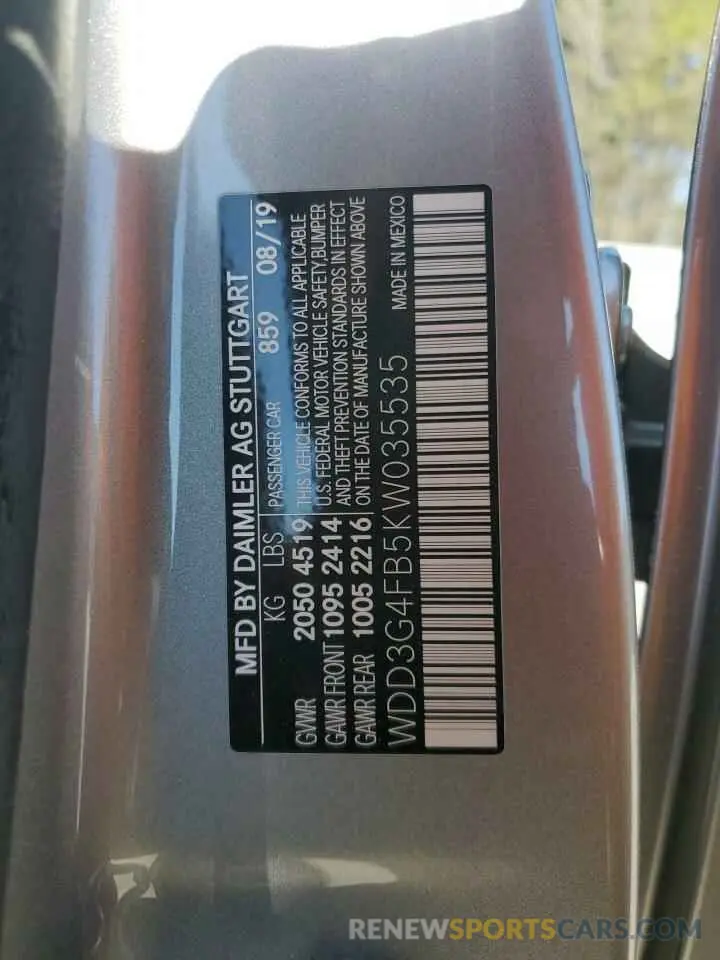 MFD BY DAIMLER AG STUTTGART
KG LBS 859 08/19
PASSENGER CAR
GVWR 2050 4519
GAWR FRONT 1095 2414
GAWR REAR 1005 2216
THIS VEHICLE CONFORMS TO ALL APPLICABLE
U.S. FEDERAL MOTOR VEHICLE SAFETY,BUMPER
AND THEFT PREVENTION STANDARDS IN EFFECT
ON THE DATE OF MANUFACTURE SHOWN ABOVE
WDD3G4FB5KW035535 MADE IN MEXICO
RENEWSPORTSCARS.COM